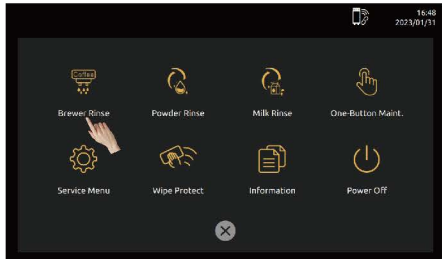 16:48
2023/01/31
Coffee
Brewer Rinse
Powder Rinse
Milk Rinse
One-Button Maint.
Service Menu
Wipe Protect
Information
Power Off